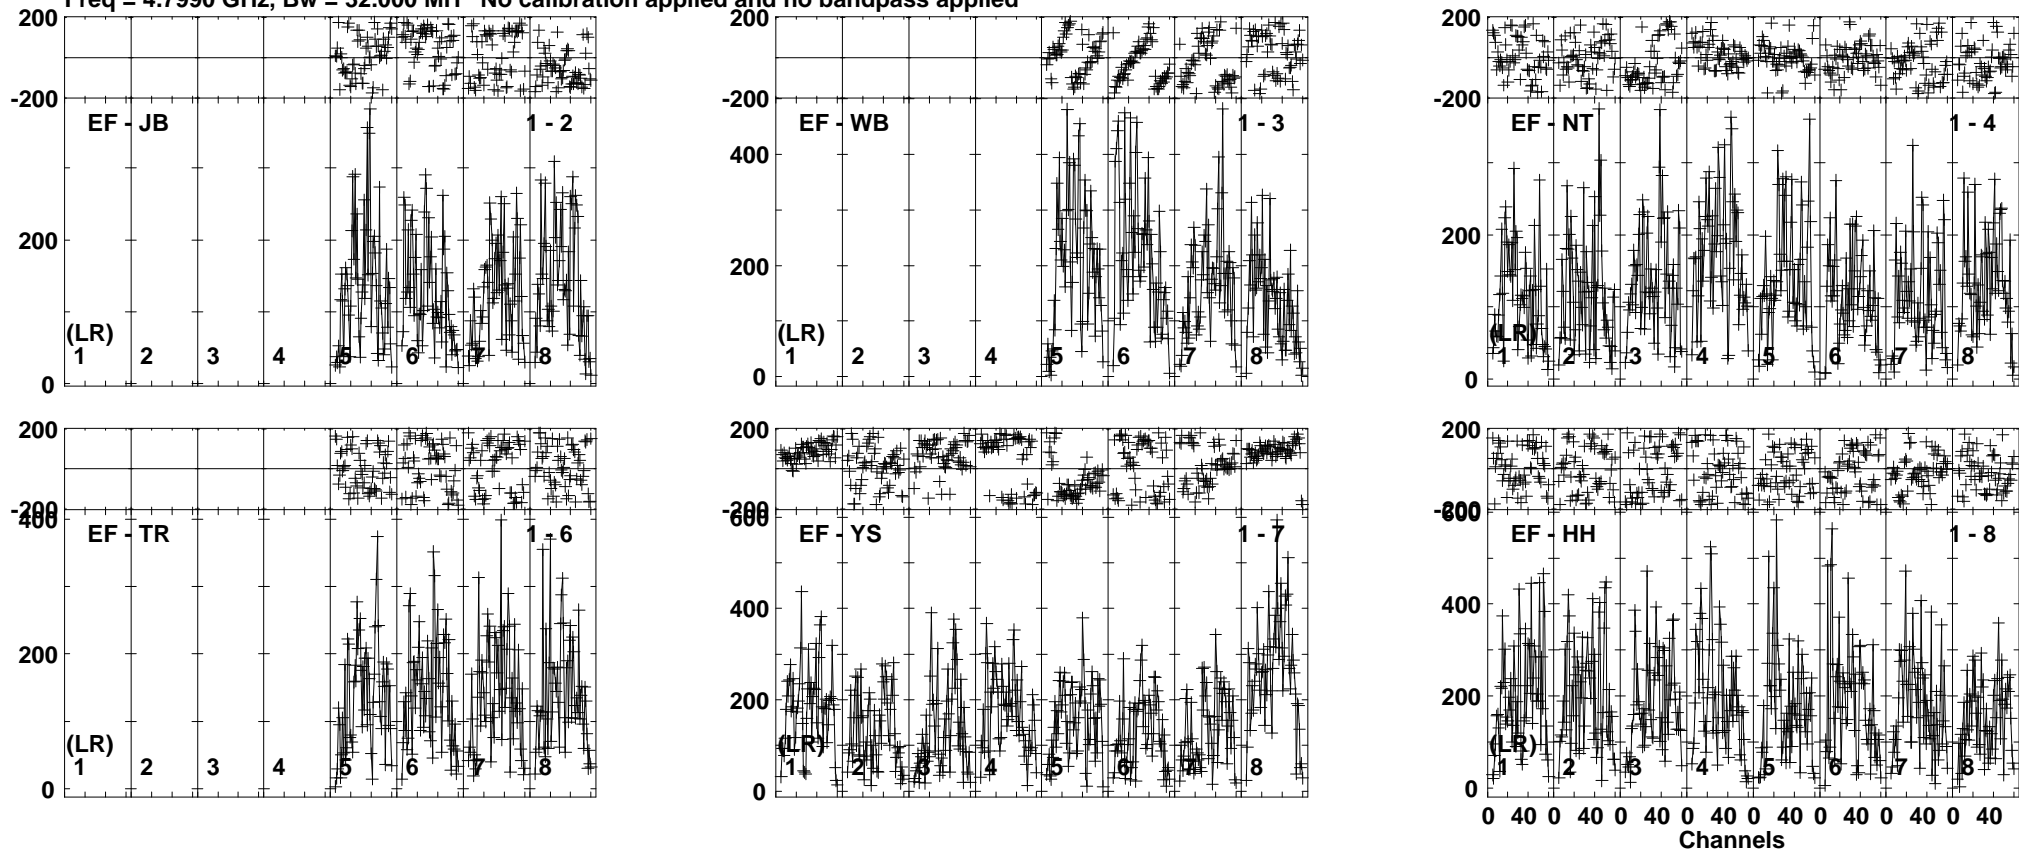 Freq = 4.7990 GHz, Bw = 32.000 MH No calibration applied and no bandpass applied
200
-200
EF - JB 1 - 2
200
(LR)
1 2 3 4 5 6 7 8
0
200
-200
EF - WB 1 - 3
400
200
(LR)
1 2 3 4 5 6 7 8
0
200
-200
EF - NT 1 - 4
200
(LR)
1 2 3 4 5 6 7 8
0
200
-200
400
EF - TR 1 - 6
200
(LR)
1 2 3 4 5 6 7 8
0
200
-200
600
EF - YS 1 - 7
400
200
(LR)
1 2 3 4 5 6 7 8
0
200
-200
600
EF - HH 1 - 8
400
200
(LR)
1 2 3 4 5 6 7 8
0
0 40 0 40 0 40 0 40 0 40 0 40 0 40 0 40
Channels